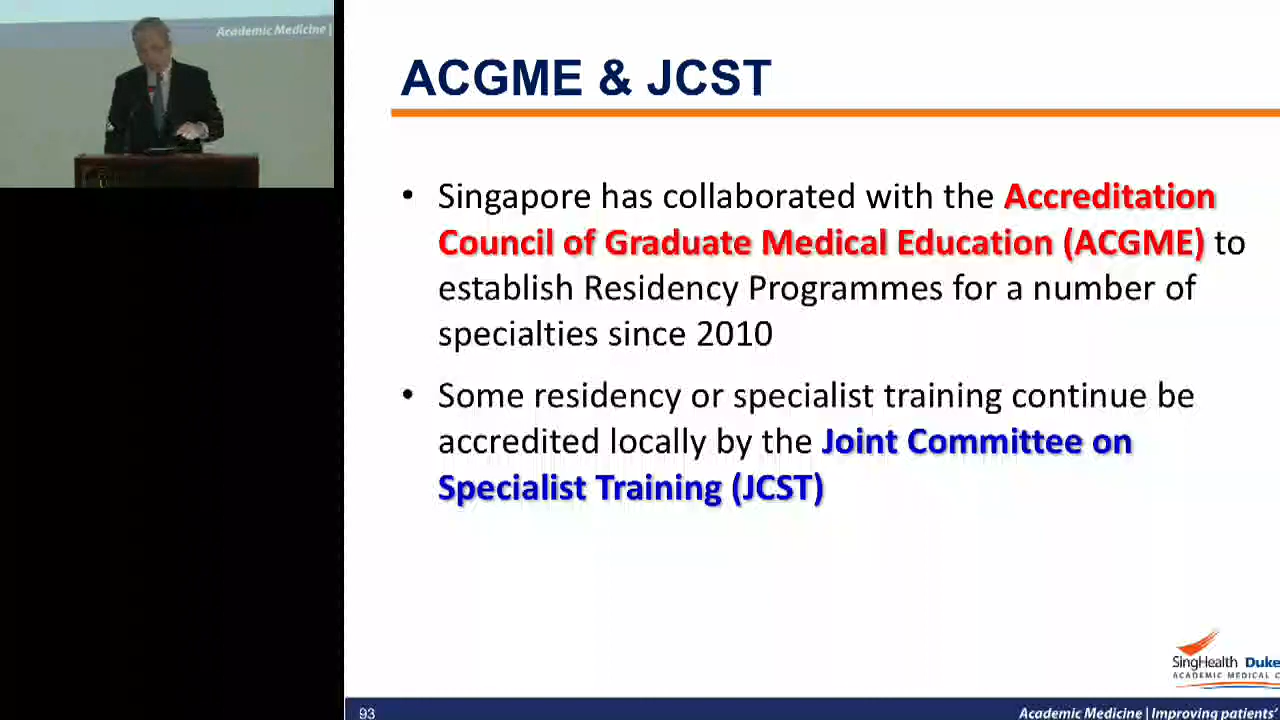 Academic Medicine |
ACGME & JCST
• Singapore has collaborated with the Accreditation
Council of Graduate Medical Education (ACGME) to
establish Residency Programmes for a number of
specialties since 2010
• Some residency or specialist training continue be
accredited locally by the Joint Committee on
Specialist Training (JCST)
SingHealth Duke
ACADEMIC MEDICAL C
93
Academic Medicine | Improving patients'